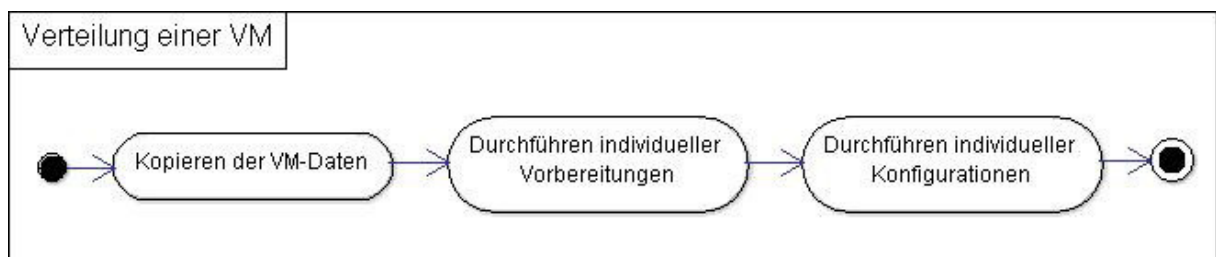 Verteilung einer VM
Kopieren der VM-Daten
Durchführen individueller
Vorbereitungen
Durchführen individueller
Konfigurationen